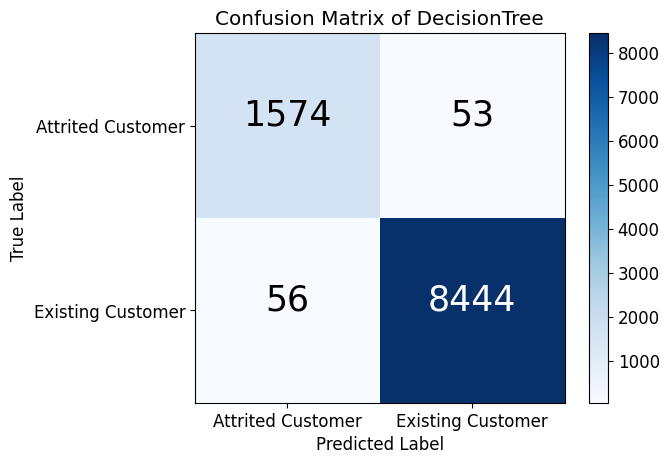 Confusion Matrix of DecisionTree
True Label
Attrited Customer
1574
53
Existing Customer
56
8444
Attrited Customer
Existing Customer
Predicted Label
8000
7000
6000
5000
4000
3000
2000
1000